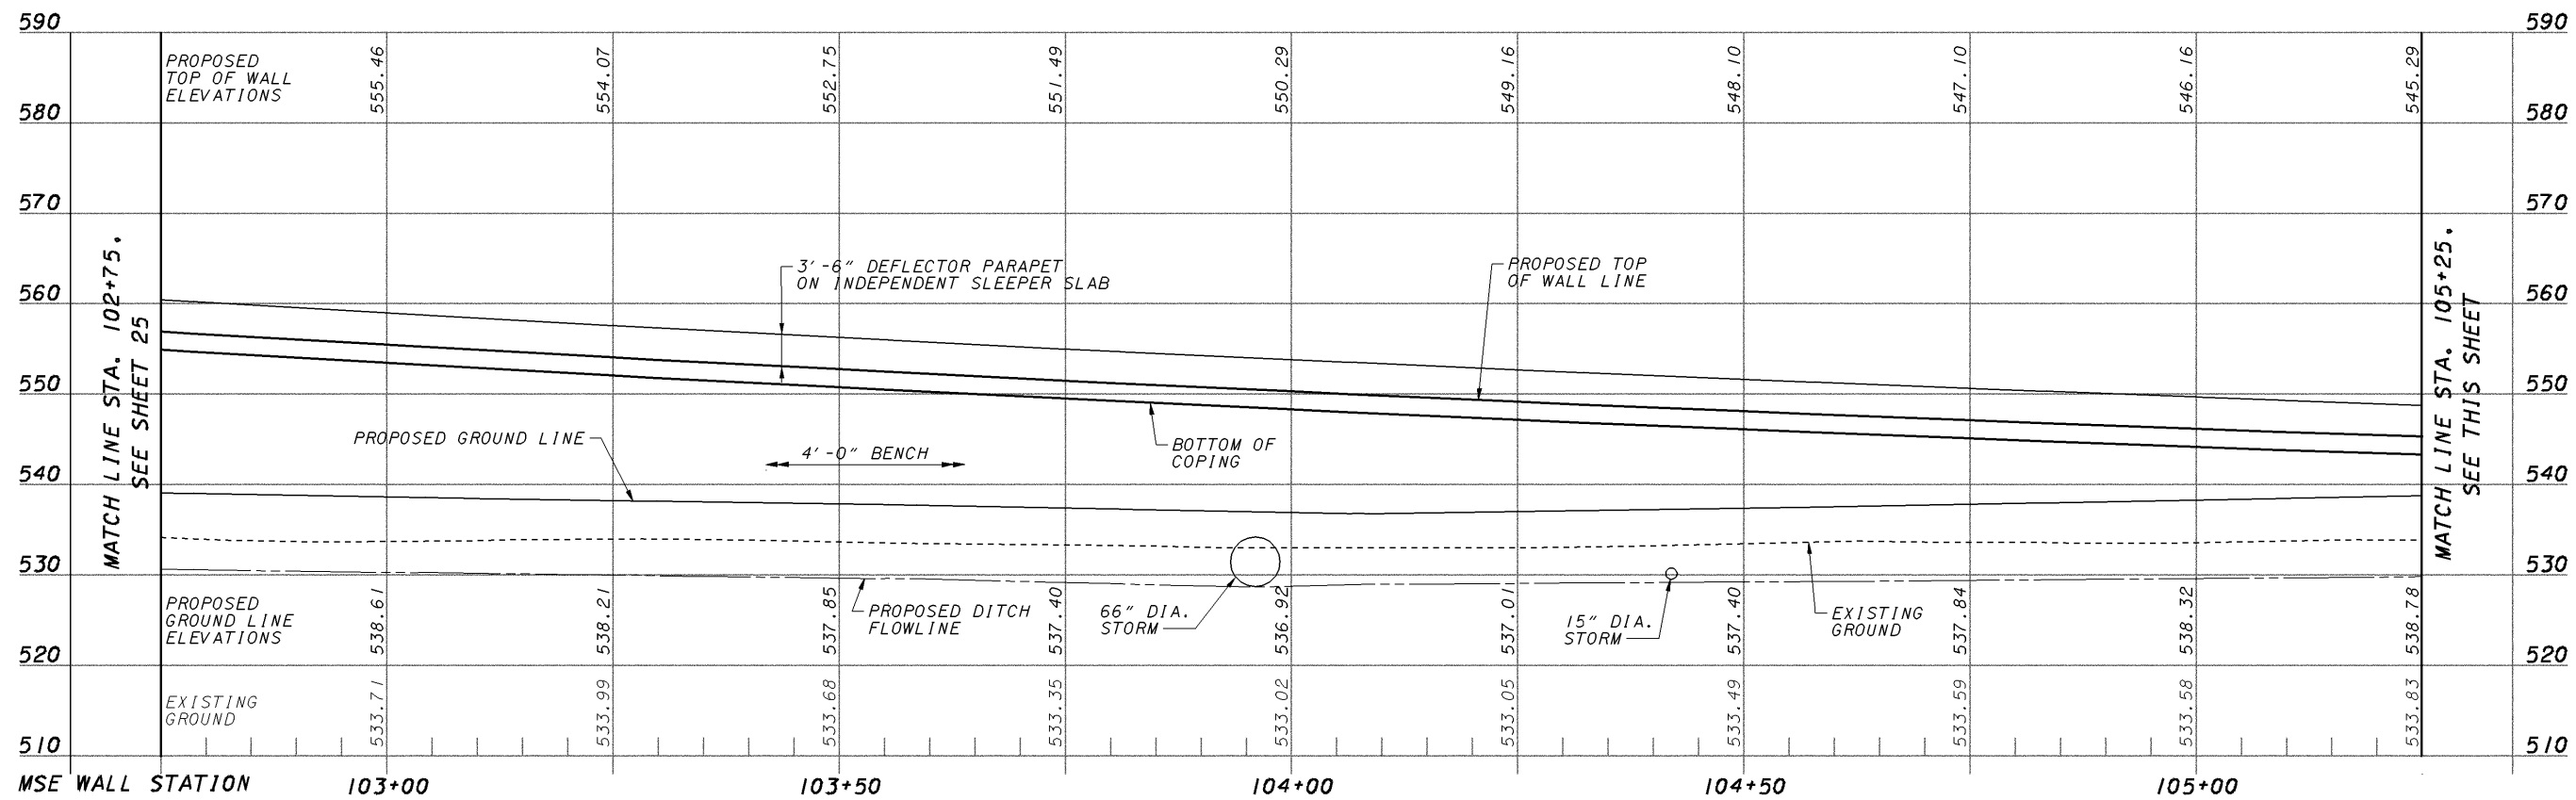 590
590
PROPOSED
TOP OF WALL
ELEVATIONS
555.46
554.07
552.75
551.49
550.29
549.16
548.10
547.10
546.16
545.29
580
580
570
570
MATCH LINE STA. 102+75.
SEE SHEET 25
3'-6" DEFLECTOR PARAPET
ON INDEPENDENT SLEEPER SLAB
PROPOSED TOP
OF WALL LINE
MATCH LINE STA. 105+25.
SEE THIS SHEET
560
560
550
550
PROPOSED GROUND LINE
4'-0" BENCH
BOTTOM OF
COPING
540
540
530
530
PROPOSED
GROUND LINE
ELEVATIONS
538.61
538.21
537.85
537.40
536.92
537.01
537.40
537.84
538.32
538.78
PROPOSED DITCH
FLOWLINE
66" DIA.
STORM
15" DIA.
STORM
EXISTING
GROUND
520
520
EXISTING
GROUND
533.71
533.99
533.68
533.35
533.02
533.05
533.49
533.59
533.58
533.83
510
510
MSE WALL STATION
103+00
103+50
104+00
104+50
105+00